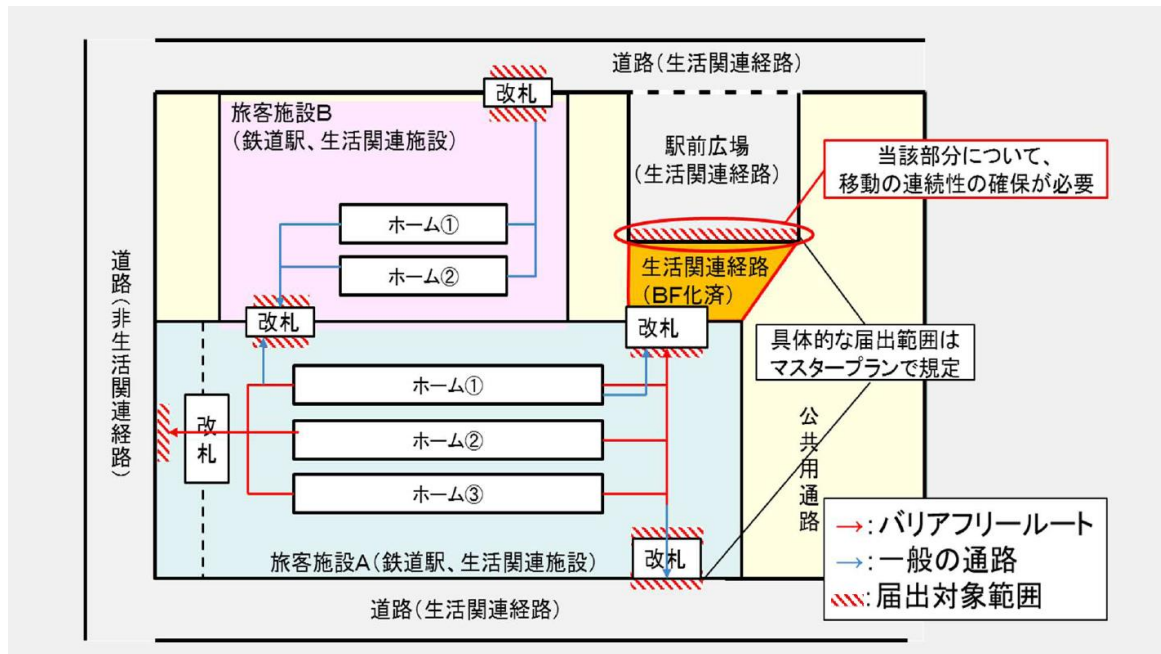 道路(生活関連経路)
改札
旅客施設B
(鉄道駅、生活関連施設)
駅前広場
(生活関連経路)
当該部分について、
移動の連続性の確保が必要
ホーム①
ホーム②
生活関連経路
(BF化済)
道路(非生活関連経路)
改札
改札
具体的な届出範囲は
マスタープランで規定
ホーム①
改札
ホーム②
ホーム③
公共用通路
改札
旅客施設A(鉄道駅、生活関連施設)
道路(生活関連経路)
→:バリアフリールート
→:一般の通路
:届出対象範囲